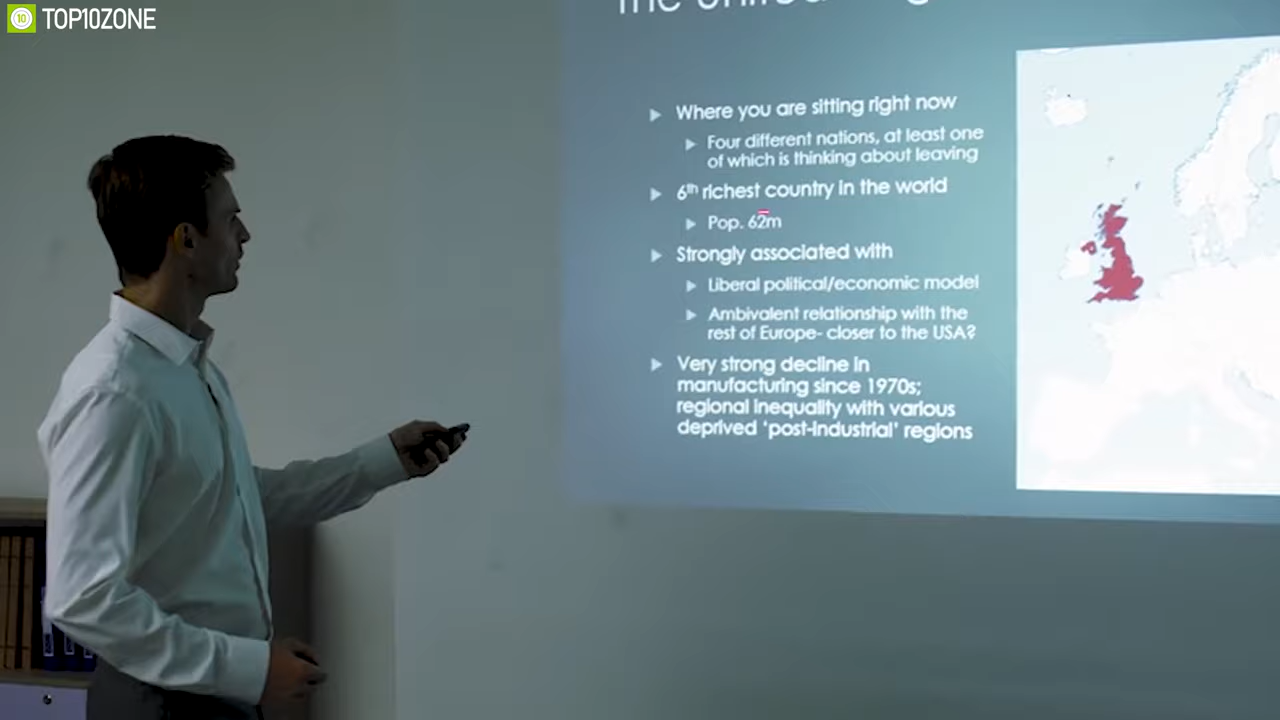 TOP10ZONE
The
Where you are sitting right now
Four different nations, at least one
of which is thinking about leaving
6th richest country in the world
Pop. 62m
Strongly associated with
Liberal political/economic model
Ambivalent relationship with the
rest of Europe- closer to the USA?
Very strong decline in
manufacturing since 1970s;
regional inequality with various
deprived 'post-industrial' regions